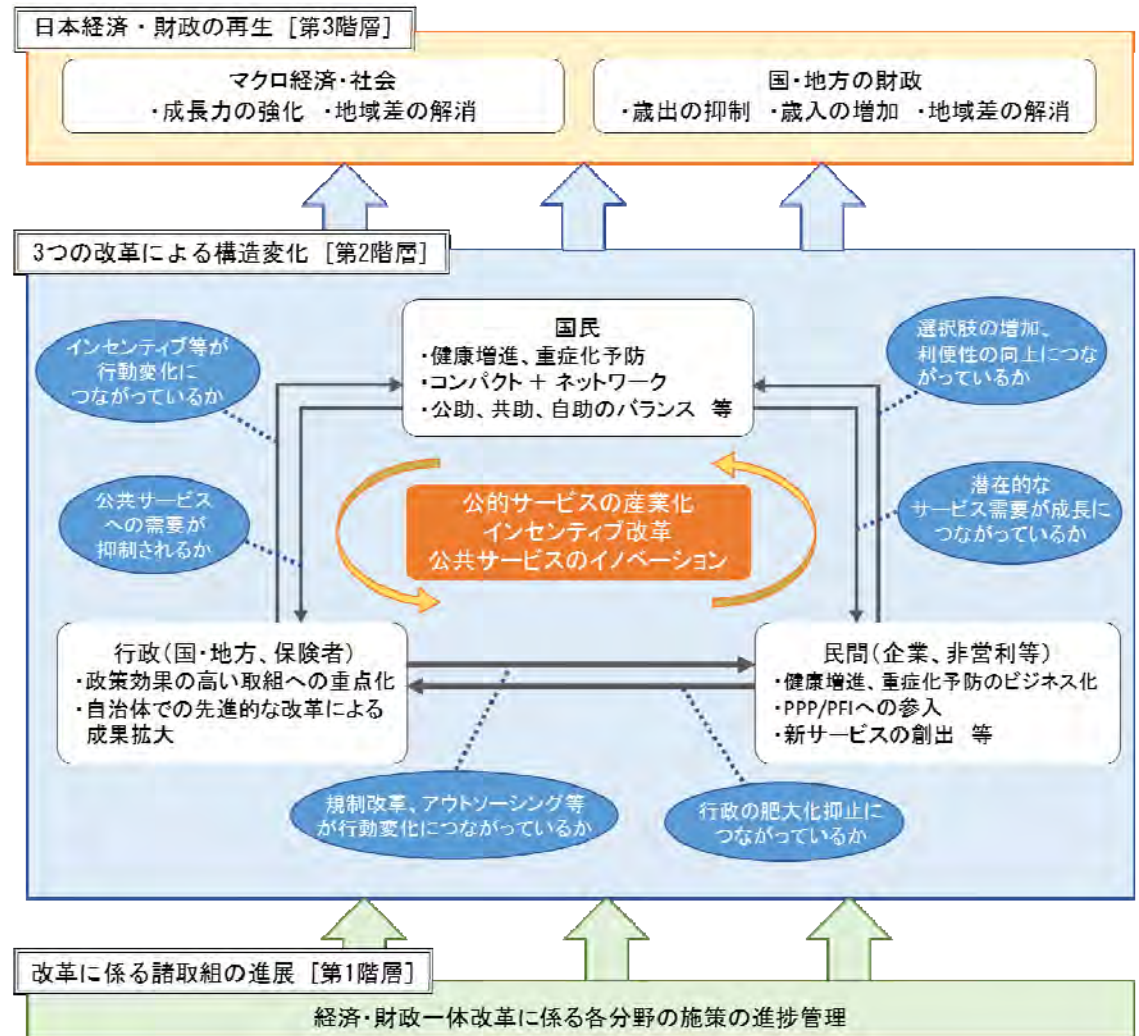 日本経済・財政の再生 [第3階層]
マクロ経済・社会
・成長力の強化 ・地域差の解消
国・地方の財政
・歳出の抑制 ・歳入の増加 ・地域差の解消
3つの改革による構造変化 [第2階層]
インセンティブ等が
行動変化に
つながっているか
国民
・健康増進、重症化予防
・コンパクト + ネットワーク
・公助、共助、自助のバランス 等
選択肢の増加、
利便性の向上につな
がっているか
公共サービス
への需要が
抑制されるか
公的サービスの産業化
インセンティブ改革
公共サービスのイノベーション
潜在的な
サービス需要が成長に
つながっているか
行政(国・地方、保険者)
・政策効果の高い取組への重点化
・自治体での先進的な改革による
成果拡大
民間(企業、非営利等)
・健康増進、重症化予防のビジネス化
・PPP/PFIへの参入
・新サービスの創出 等
規制改革、アウトソーシング等
が行動変化につながっているか
行政の肥大化抑止に
つながっているか
改革に係る諸取組の進展 [第1階層]
経済・財政一体改革に係る各分野の施策の進捗管理